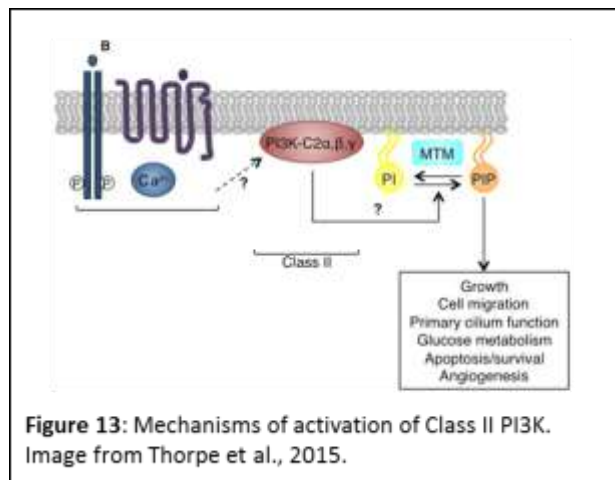 B
PI3K-C2α,β,γ
MTM
P P
Ca²⁺
?
PI
PIP
?
Class II
Growth
Cell migration
Primary cilium function
Glucose metabolism
Apoptosis/survival
Angiogenesis
Figure 13: Mechanisms of activation of Class II PI3K.
Image from Thorpe et al., 2015.